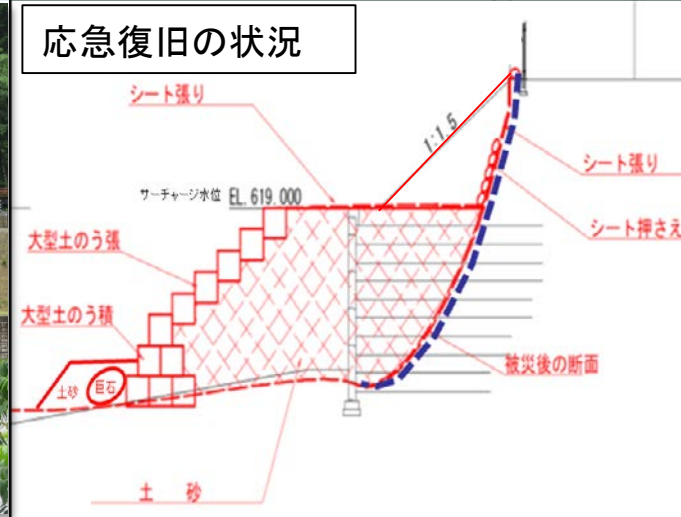 応急復旧の状況
シート張り
1:1.5
シート張り
サーチャージ水位 EL.619.000
シート押さえ
大型土のう張
大型土のう積
被災後の断面
土砂
巨石
土 砂